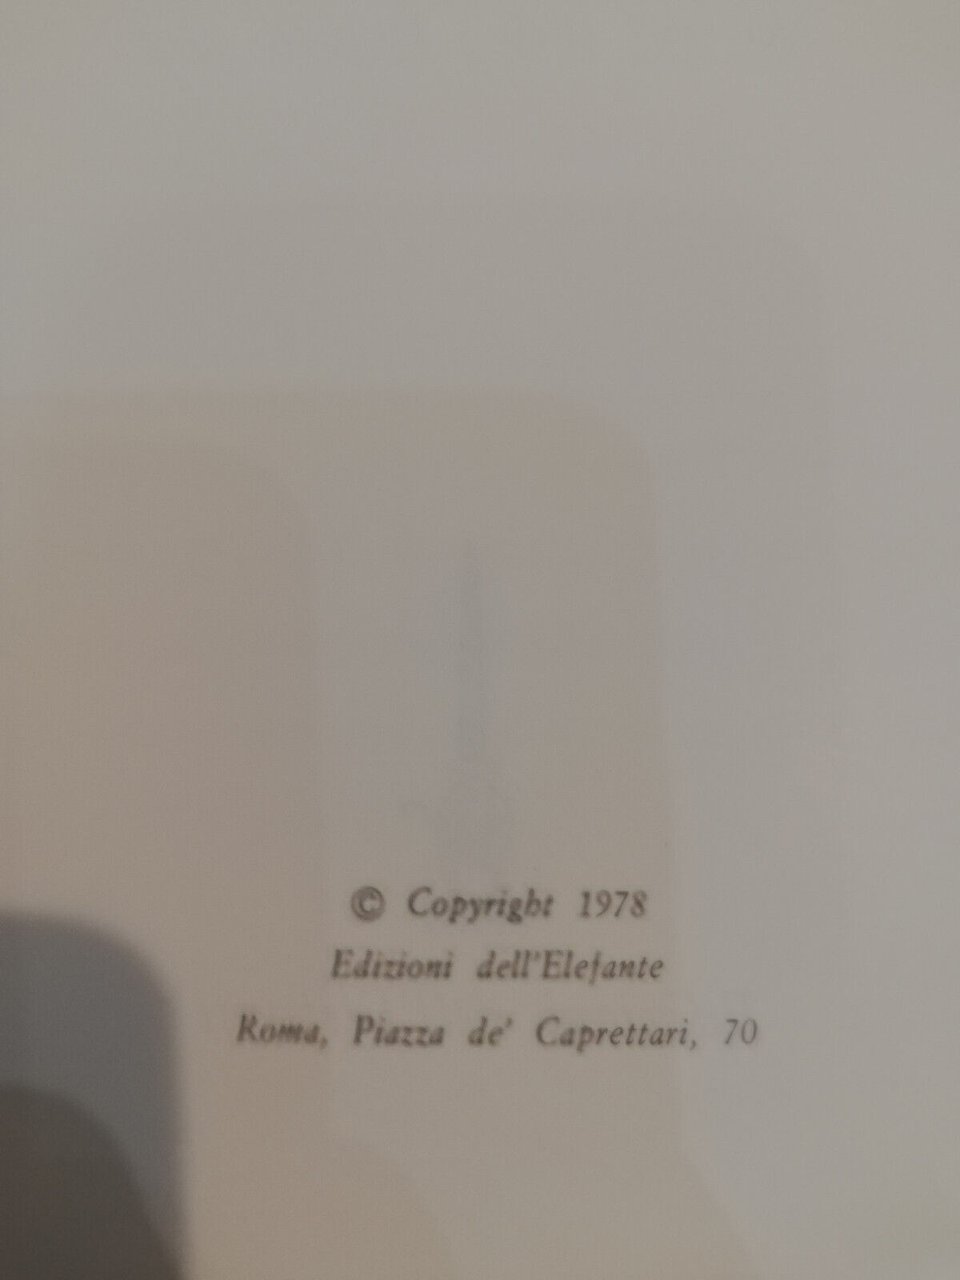 © Copyright 1978
Edizioni dell'Elefante
Roma, Piazza de' Caprettari, 70